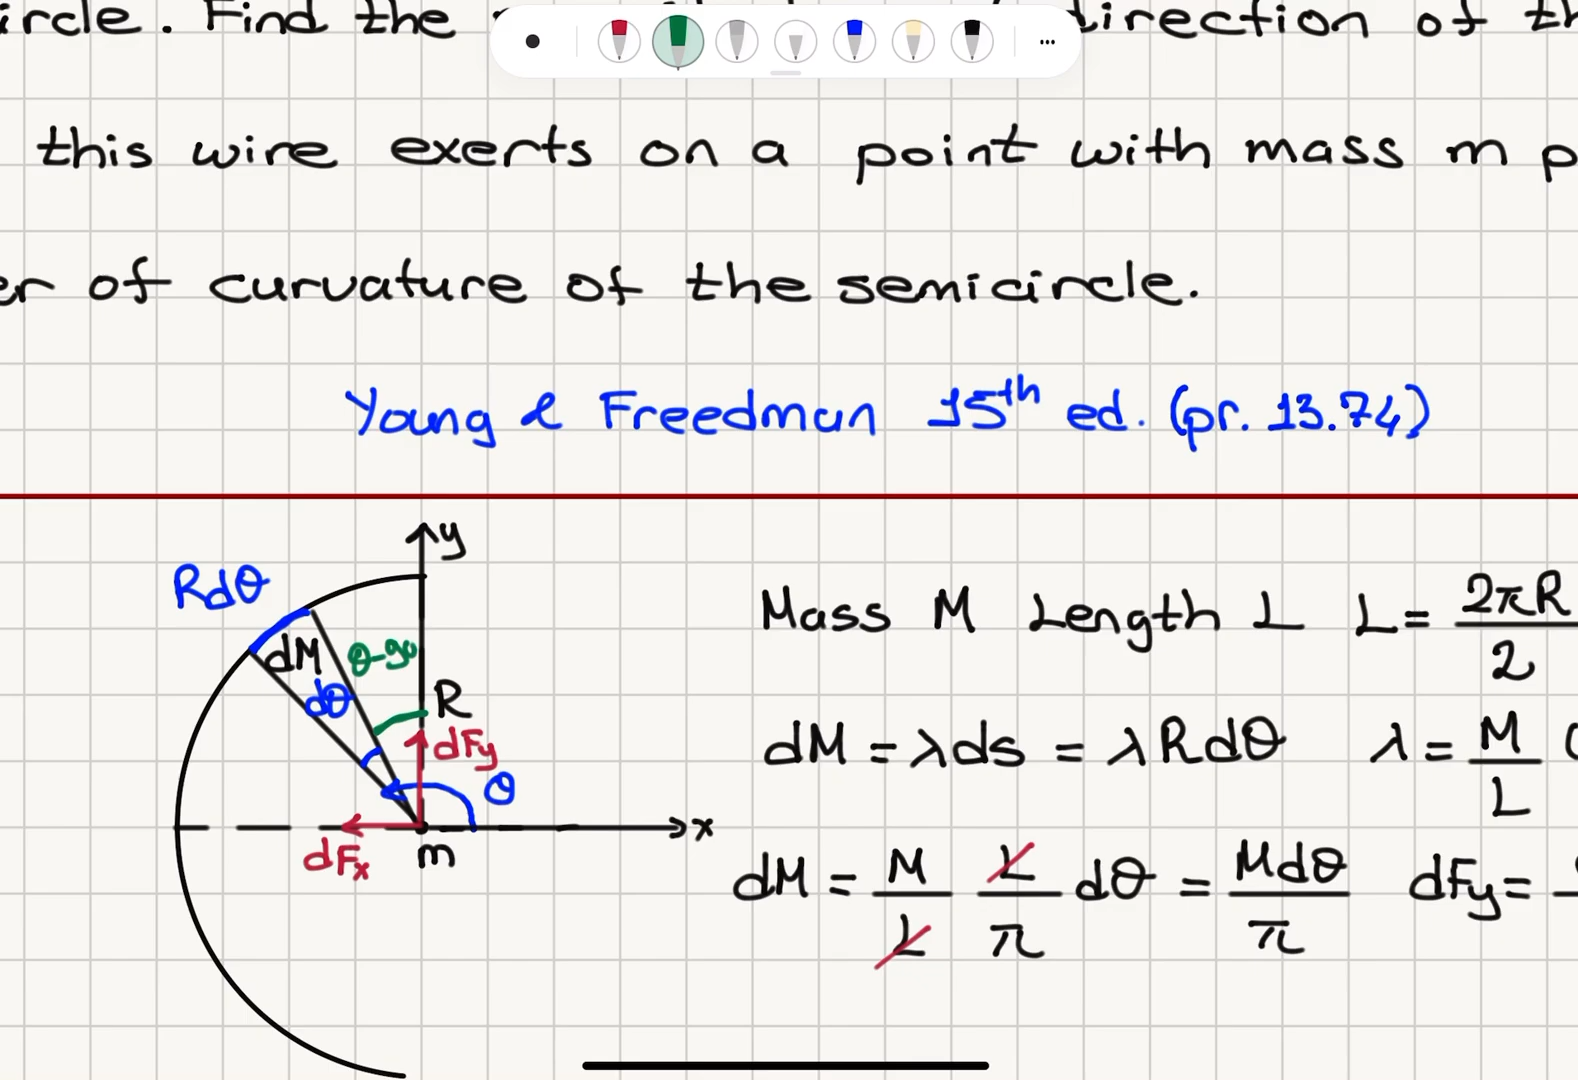 ircle. Find the direction of th
this wire exerts on a point with mass m p
er of curvature of the semicircle.
Young & Freedman 15th ed. (pr. 13.74)
y
Rdθ
dM
θ-90
dθ
R
dFy
θ
x
dFx
m
Mass M Length L L = 2πR / 2
dM = λds = λRdθ λ = M / L
dM = M / L L / π dθ = Mdθ / π dFy =